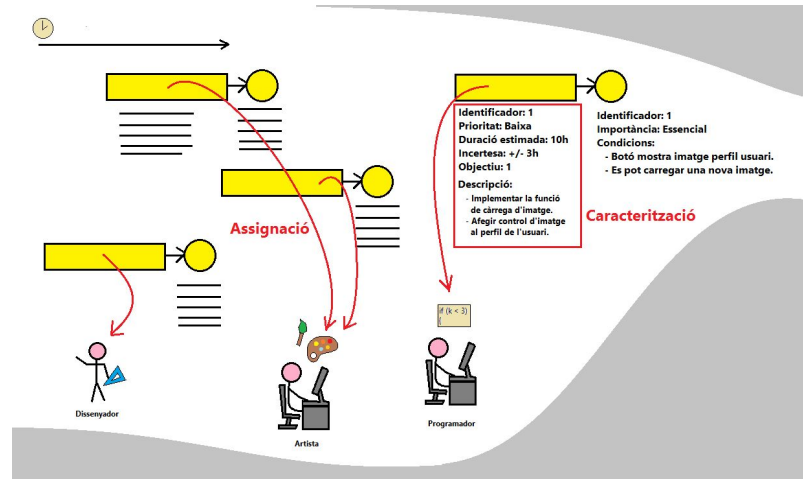 Identificador: 1
Prioritat: Baixa
Duració estimada: 10h
Incertesa: +/- 3h
Objectiu: 1
Descripció:
- Implementar la funció
de càrrega d'imatge.
- Afegir control d'imatge
al perfil de l'usuari.
Identificador: 1
Importància: Essencial
Condicions:
- Botó mostra imatge perfil usuari.
- Es pot carregar una nova imatge.
Assignació
Caracterització
if (k < 3)
{
Dissenyador
Artista
Programador